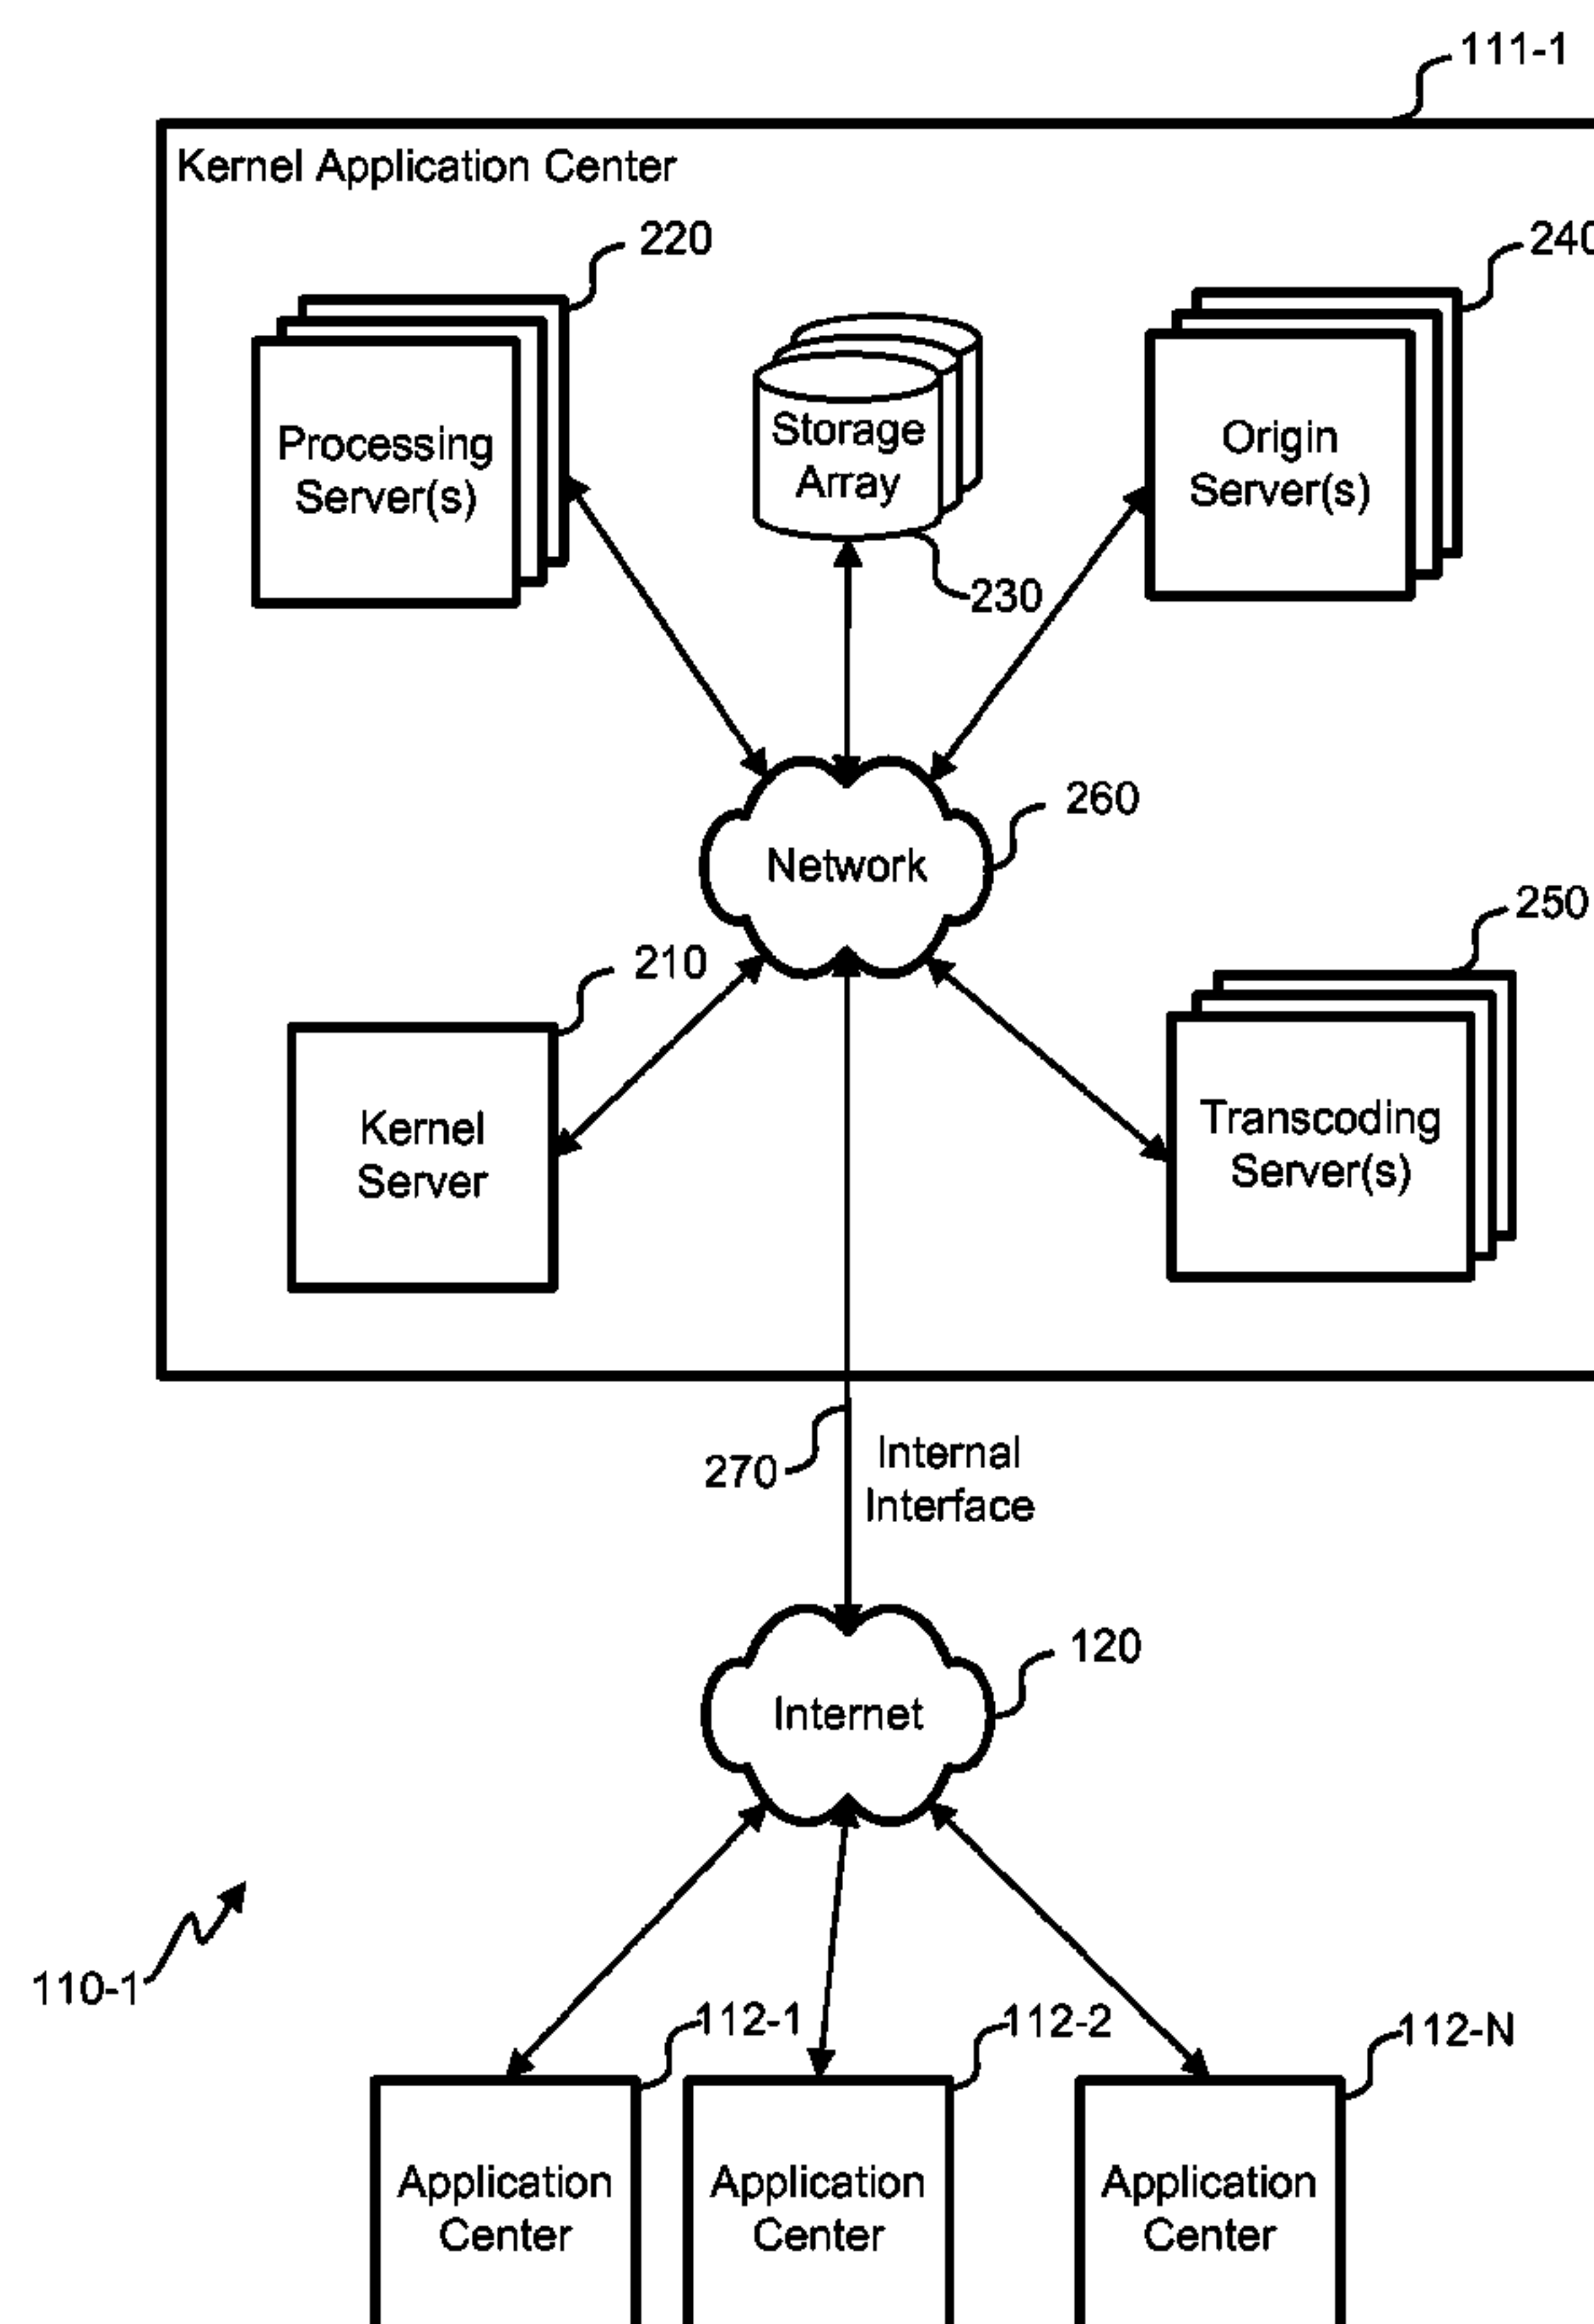 111-1
Kernel Application Center
220
240
Processing
Server(s)
Storage
Array
Origin
Server(s)
230
260
Network
250
210
Kernel
Server
Transcoding
Server(s)
270
Internal
Interface
120
Internet
110-1
112-1
112-2
112-N
Application
Center
Application
Center
Application
Center